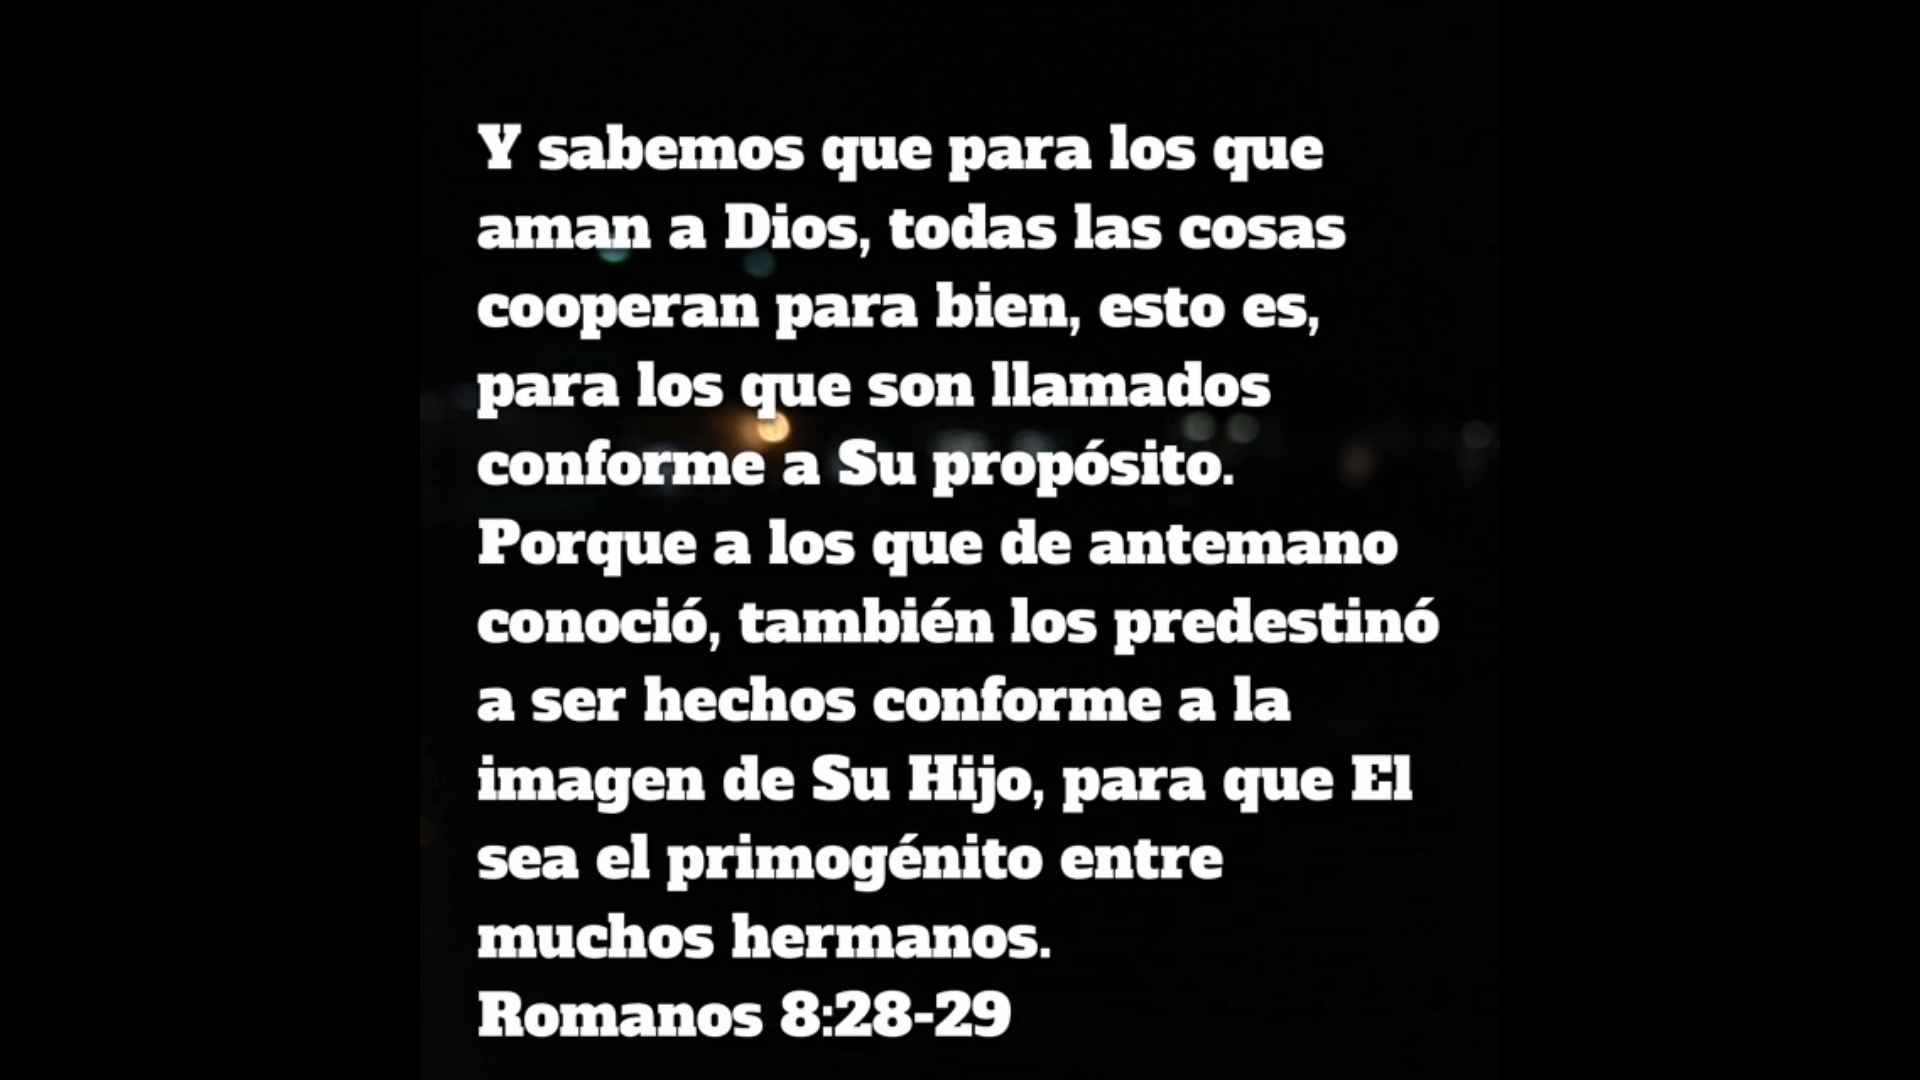 Y sabemos que para los que
aman a Dios, todas las cosas
cooperan para bien, esto es,
para los que son llamados
conforme a Su propósito.
Porque a los que de antemano
conoció, también los predestinó
a ser hechos conforme a la
imagen de Su Hijo, para que El
sea el primogénito entre
muchos hermanos.
Romanos 8:28-29